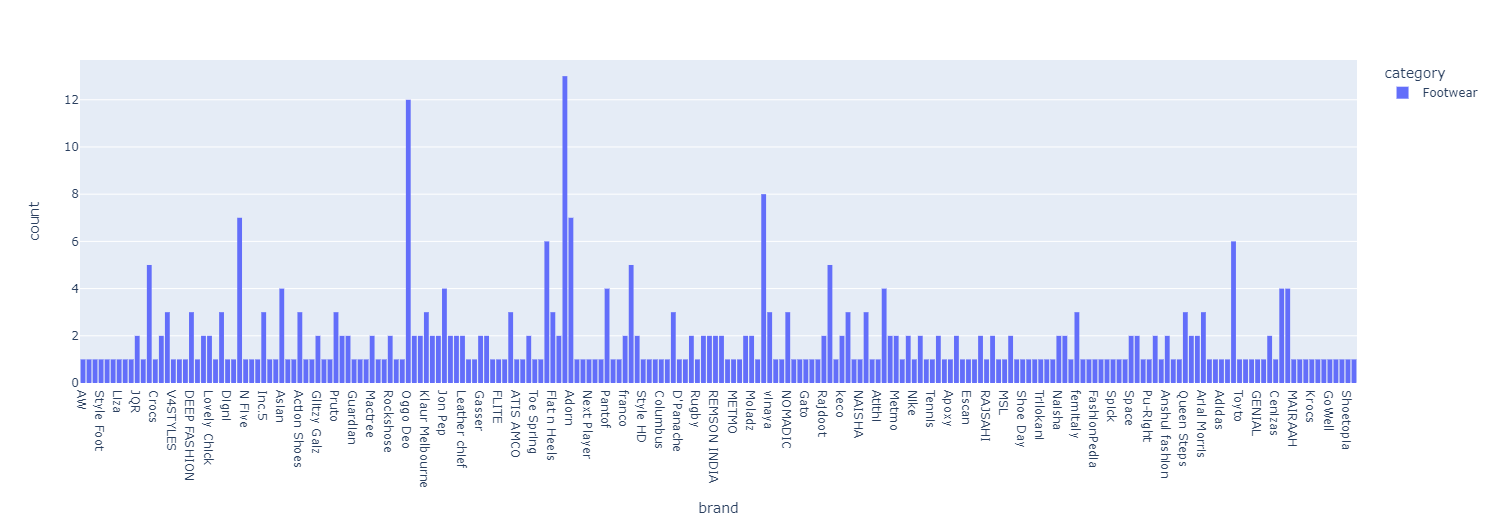 category
Footwear
12
10
8
6
4
2
0
count
AW
Style Foot
Liza
JQR
Crocs
V4STYLES
DEEP FASHION
Lovely Chick
Digni
N Five
Inc.5
Asian
Action Shoes
Glitzy Galz
Pruto
Guardian
Mactree
Rockshose
Oggo Deo
Klaur Melbourne
Jon Pep
Leather chief
Gasser
FLITE
ATIS AMCO
Toe Spring
Flat n Heels
Adorn
Next Player
Pantof
franco
Style HD
Columbus
D'Panache
Rugby
REMSON INDIA
METMO
Moladz
vinaya
NOMADIC
Gato
Rajdoot
keco
NAISHA
Atithi
Metmo
Nike
Tennis
Apoxy
Escan
RAJSAHI
MSL
Shoe Day
Trilokani
Naisha
femitaly
FashionPedia
Spick
Space
Pu-Right
Anshul fashion
Queen Steps
Arial Morris
Adidas
Toyto
GENIAL
Cenizas
MAIRAAH
Krocs
GoWell
Shoetopia
brand